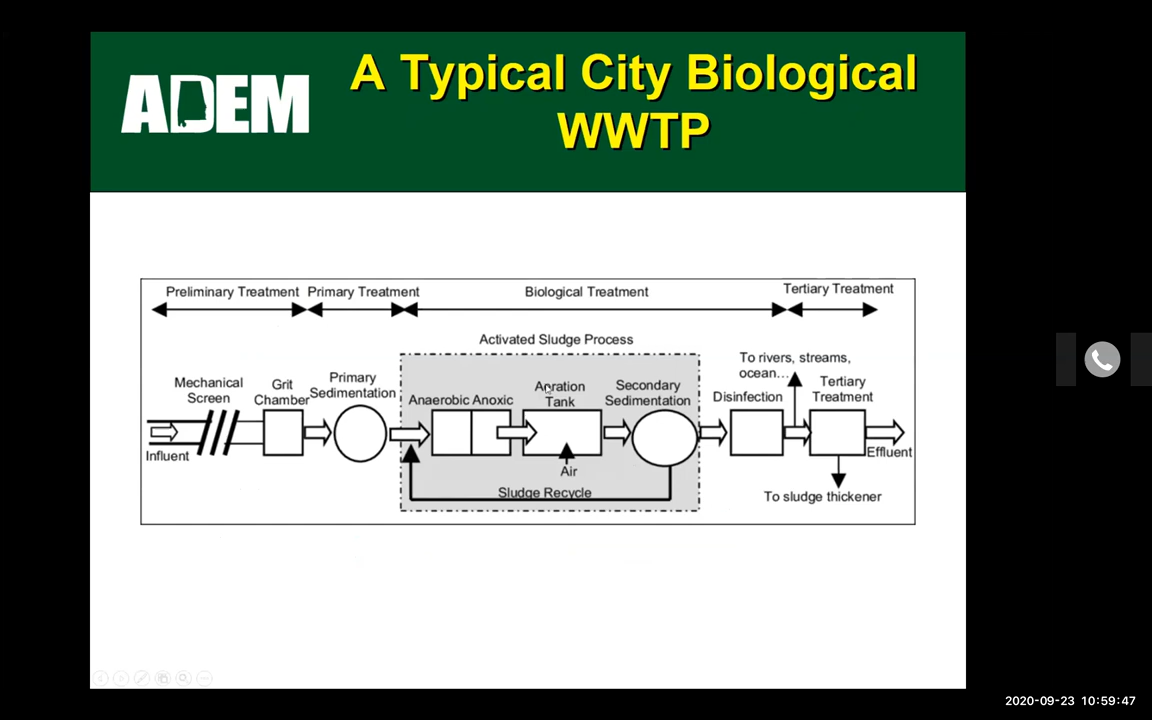 ADEM
A Typical City Biological
WWTP
Preliminary Treatment
Primary Treatment
Biological Treatment
Tertiary Treatment
Activated Sludge Process
Mechanical
Screen
Grit
Chamber
Primary
Sedimentation
Anaerobic
Anoxic
Aeration
Tank
Secondary
Sedimentation
Disinfection
To rivers, streams,
ocean...
Tertiary
Treatment
Influent
Air
Sludge Recycle
Effluent
To sludge thickener
2020-09-23 10:59:47